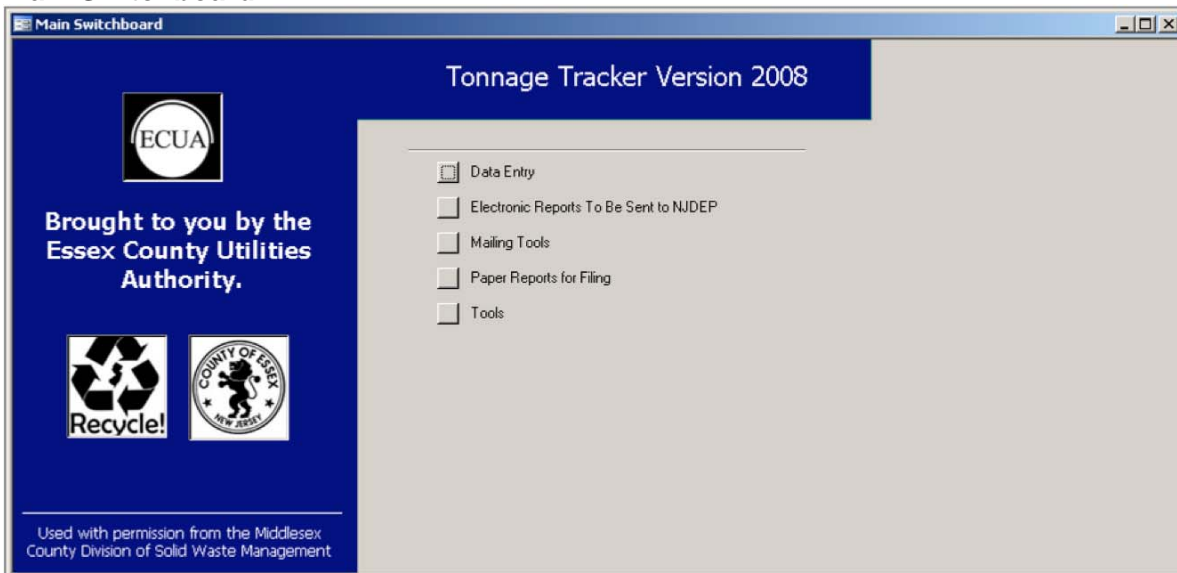 Main Switchboard
Tonnage Tracker Version 2008
ECUA
Brought to you by the
Essex County Utilities
Authority.
Recycle!
COUNTY OF ESSEX
NEW JERSEY
Used with permission from the Middlesex
County Division of Solid Waste Management
Data Entry
Electronic Reports To Be Sent to NJDEP
Mailing Tools
Paper Reports for Filing
Tools